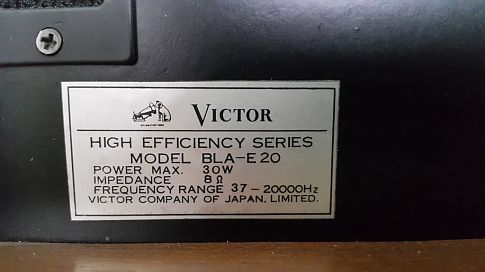 VICTOR
HIGH EFFICIENCY SERIES
MODEL BLA-E20
POWER MAX. 30W
IMPEDANCE 8Ω
FREQUENCY RANGE 37-20000Hz
VICTOR COMPANY OF JAPAN, LIMITED.